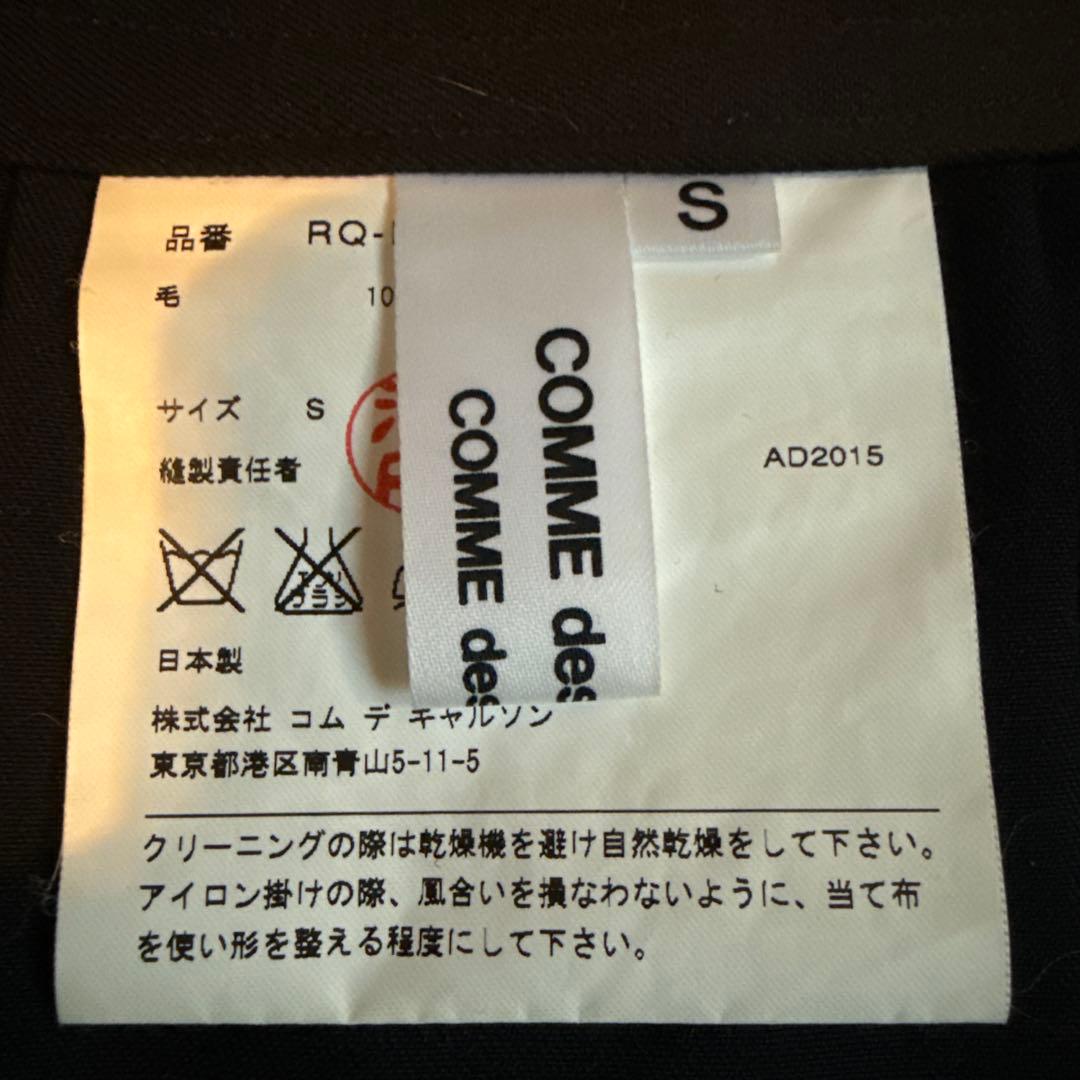 品番 RQ-
毛 10
S
サイズ S
縫製責任者
AD2015
COMME des
COMME des
日本製
株式会社 コム デ ギャルソン
東京都港区南青山5-11-5
クリーニングの際は乾燥機を避け自然乾燥をして下さい。
アイロン掛けの際、風合いを損なわないように、当て布
を使い形を整える程度にして下さい。